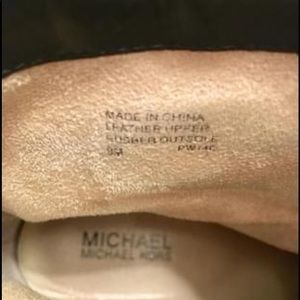 MADE IN CHINA
LEATHER UPPER
RUBBER OUTSOLE
MICHAEL
MICHAEL KORS